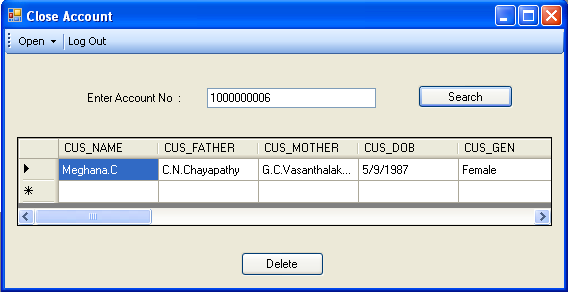 Close Account
Open Log Out
Enter Account No : 1000000006 Search
CUS_NAME CUS_FATHER CUS_MOTHER CUS_DOB CUS_GEN
Meghana.C C.N.Chayapathy G.C.Vasanthalak... 5/9/1987 Female
Delete